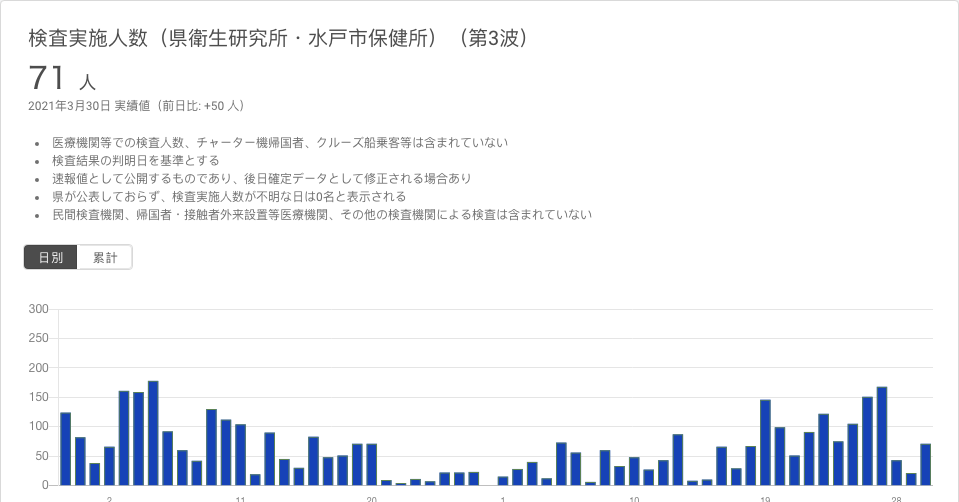 検査実施人数（県衛生研究所・水戸市保健所）（第3波）
71 人
2021年3月30日 実績値（前日比: +50 人）
• 医療機関等での検査人数、チャーター機帰国者、クルーズ船乗客等は含まれていない
• 検査結果の判明日を基準とする
• 速報値として公開するものであり、後日確定データとして修正される場合あり
• 県が公表しておらず、検査実施人数が不明な日は0名と表示される
• 民間検査機関、帰国者・接触者外来設置等医療機関、その他の検査機関による検査は含まれていない
日別 累計
300
250
200
150
100
50
0
2 11 20 1 10 19 28